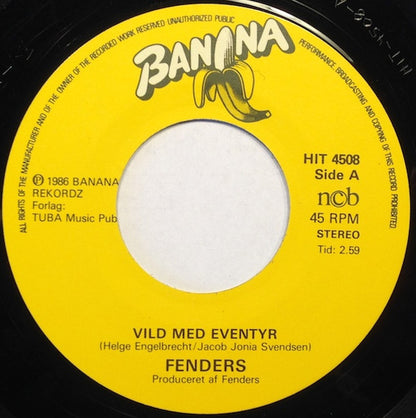 ALL RIGHTS OF THE MANUFACTURER AND OF THE OWNER OF THE RECORDED WORK RESERVED UNAUTHORIZED PUBLIC PERFORMANCE BROADCASTING AND COPYING OF THIS RECORD PROHIBITED
BANANA
HIT 4508
Side A
ncb
45 RPM
STEREO
Tid: 2.59
℗ 1986 BANANA
REKORDZ
Forlag:
TUBA Music Pub
VILD MED EVENTYR
(Helge Engelbrecht/Jacob Jonia Svendsen)
FENDERS
Produceret af Fenders